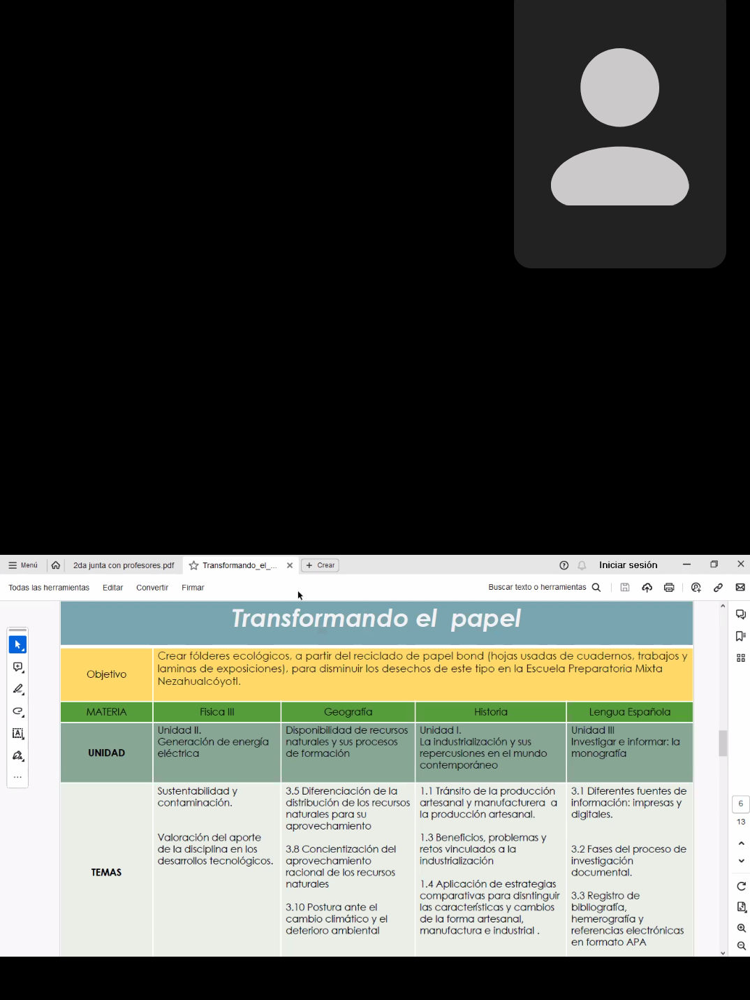 Menú
2da junta con profesores.pdf
Transformando_el_...
Crear
Iniciar sesión
Todas las herramientas
Editar
Convertir
Firmar
Buscar texto o herramientas
Transformando el papel
Objetivo
Crear fólderes ecológicos, a partir del reciclado de papel bond (hojas usadas de cuadernos, trabajos y
laminas de exposiciones), para disminuir los desechos de este tipo en la Escuela Preparatoria Mixta
Nezahualcóyotl.
MATERIA
Fisica III
Geografía
Historia
Lengua Española
UNIDAD
Unidad II.
Generación de energía
eléctrica
Disponibilidad de recursos
naturales y sus procesos
de formación
Unidad I.
La industrialización y sus
repercusiones en el mundo
contemporáneo
Unidad III
Investigar e informar: la
monografía
TEMAS
Sustentabilidad y
contaminación.
Valoración del aporte
de la disciplina en los
desarrollos tecnológicos.
3.5 Diferenciación de la
distribución de los recursos
naturales para su
aprovechamiento
3.8 Concientización del
aprovechamiento
racional de los recursos
naturales
3.10 Postura ante el
cambio climático y el
deterioro ambiental
1.1 Tránsito de la producción
artesanal y manufacturera a
la producción artesanal.
1.3 Beneficios, problemas y
retos vinculados a la
industrialización
1.4 Aplicación de estrategias
comparativas para disntinguir
las características y cambios
de la forma artesanal,
manufactura e industrial .
3.1 Diferentes fuentes de
información: impresas y
digitales.
3.2 Fases del proceso de
investigación
documental.
3.3 Registro de
bibliografía,
hemerografía y
referencias electrónicas
en formato APA
6
13